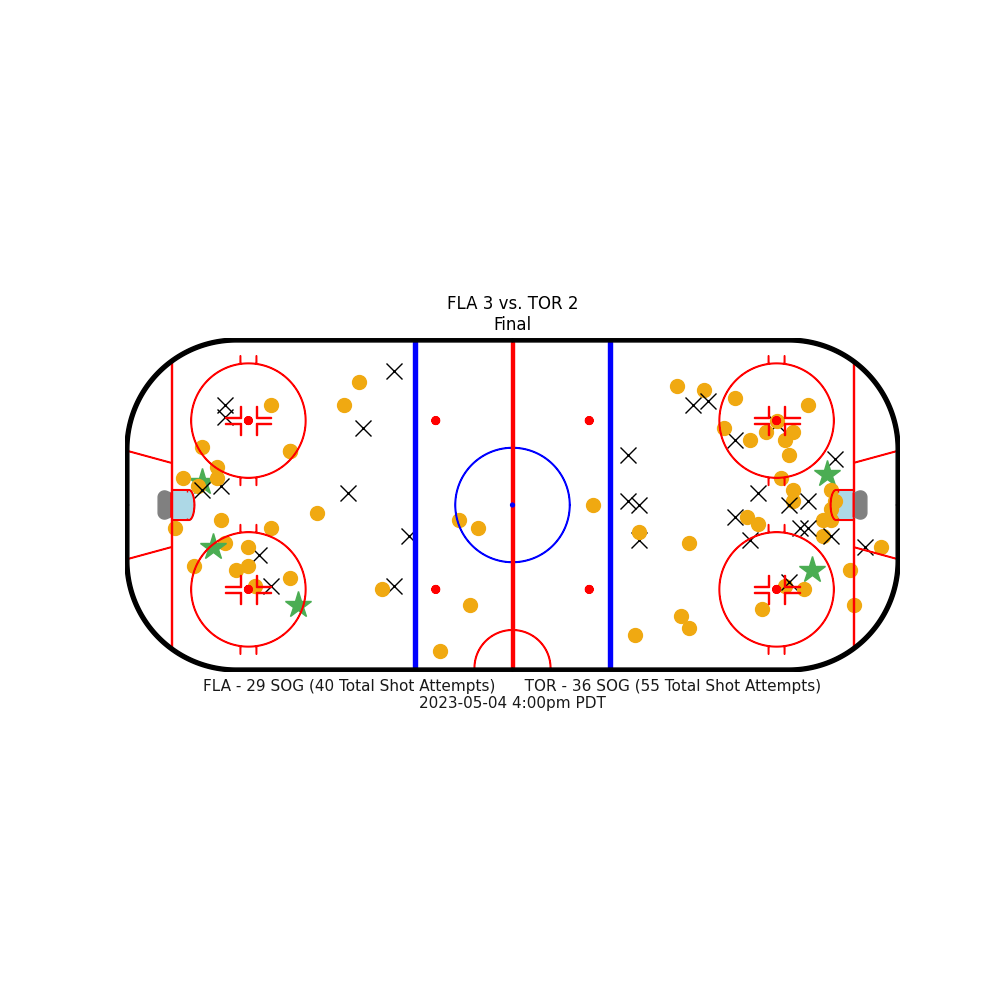 FLA 3 vs. TOR 2
Final
FLA - 29 SOG (40 Total Shot Attempts) TOR - 36 SOG (55 Total Shot Attempts)
2023-05-04 4:00pm PDT